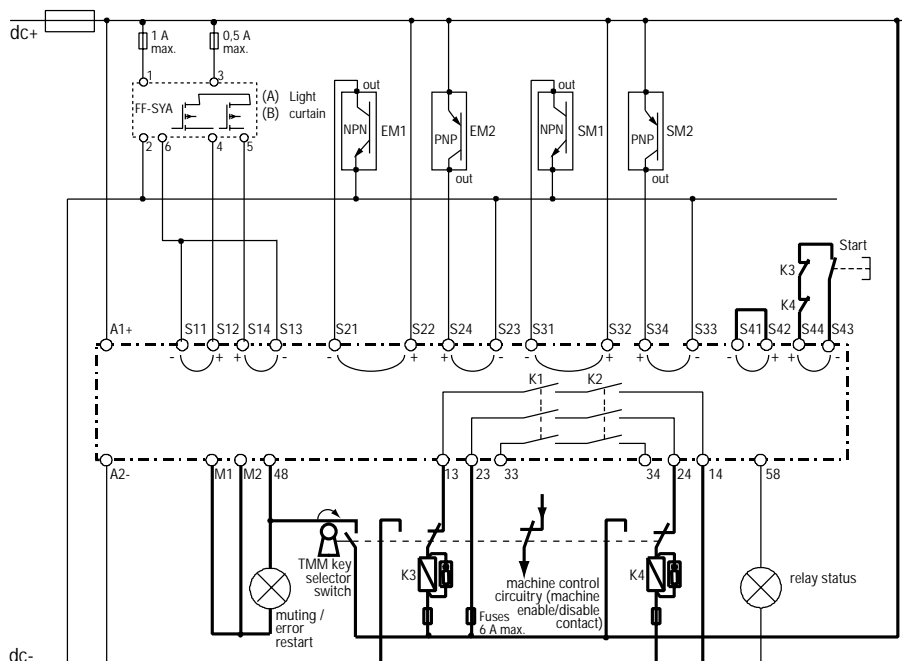 dc+
1 A
max.
0,5 A
max.
1
3
FF-SYA
(A)
(B)
Light
curtain
2
6
4
5
out
NPN
EM1
PNP
EM2
out
out
NPN
SM1
PNP
SM2
out
Start
K3
K4
A1+
S11
S12
S14
S13
S21
S22
S24
S23
S31
S32
S34
S33
S41
S42
S44
S43
- + + -
- + + -
- + + -
- + + -
K1
K2
A2-
M1
M2
48
13
23
33
34
24
14
58
TMM key
selector
switch
K3
Fuses
6 A max.
machine control
circuitry (machine
enable/disable
contact)
K4
relay status
muting /
error
restart
dc-